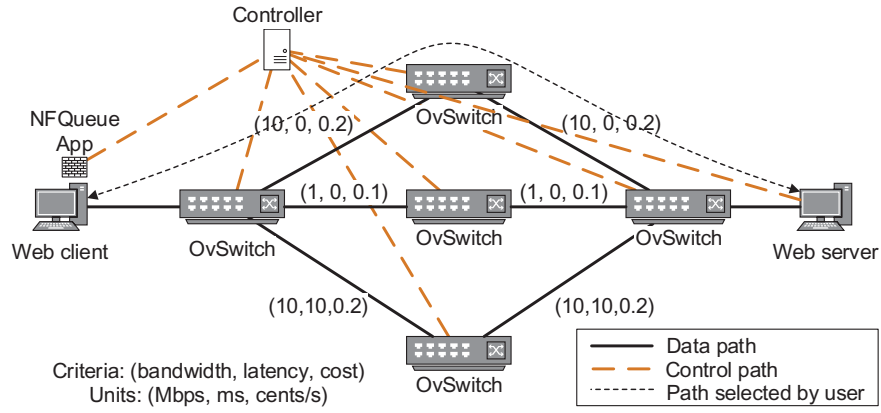 Controller
NFQueue
App
OvSwitch
(10, 0, 0.2)
(10, 0, 0.2)
(1, 0, 0.1)
(1, 0, 0.1)
Web client
OvSwitch
OvSwitch
OvSwitch
Web server
(10,10,0.2)
(10,10,0.2)
OvSwitch
Criteria: (bandwidth, latency, cost)
Units: (Mbps, ms, cents/s)
Data path
Control path
Path selected by user